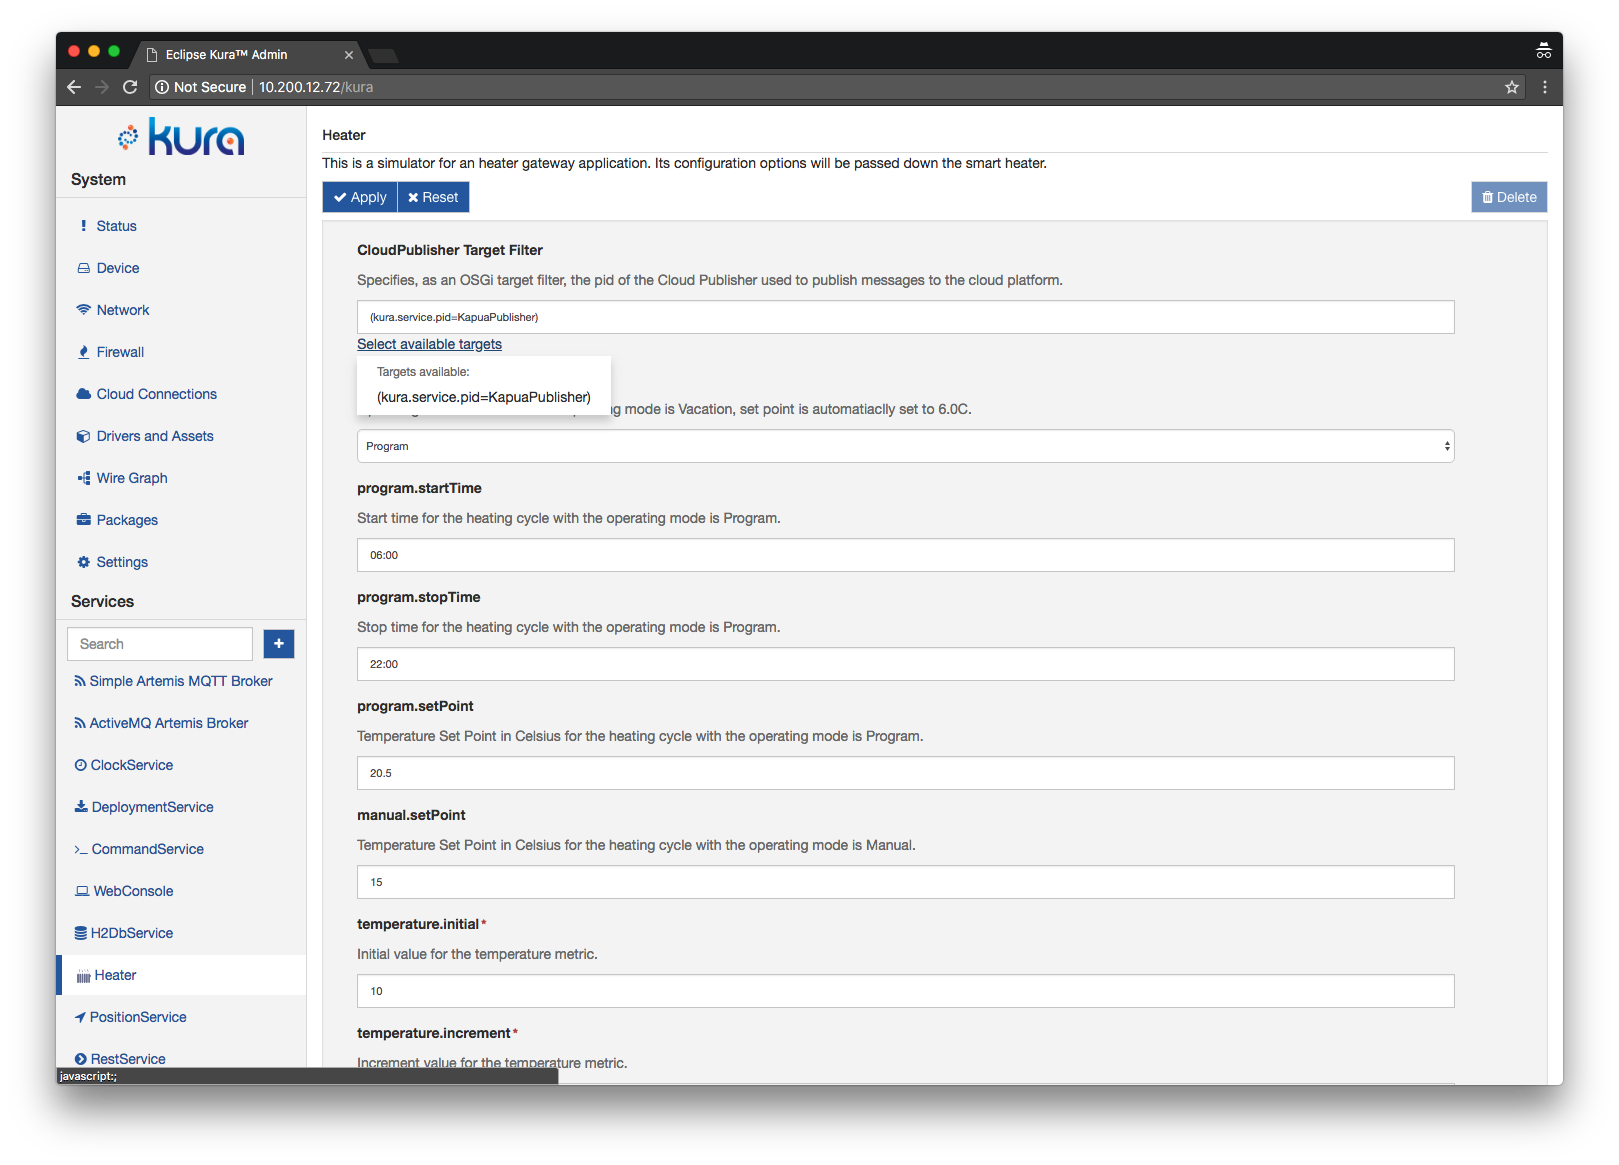 Eclipse Kura™ Admin
Not Secure | 10.200.12.72/kura
kura
System
Status
Device
Network
Firewall
Cloud Connections
Drivers and Assets
Wire Graph
Packages
Settings
Services
Search
Simple Artemis MQTT Broker
ActiveMQ Artemis Broker
ClockService
DeploymentService
CommandService
WebConsole
H2DbService
Heater
PositionService
RestService
javascript:;
Heater
This is a simulator for an heater gateway application. Its configuration options will be passed down the smart heater.
Apply
Reset
Delete
CloudPublisher Target Filter
Specifies, as an OSGi target filter, the pid of the Cloud Publisher used to publish messages to the cloud platform.
(kura.service.pid=KapuaPublisher)
Select available targets
Targets available:
(kura.service.pid=KapuaPublisher)
mode is Vacation, set point is automatiaclly set to 6.0C.
Program
program.startTime
Start time for the heating cycle with the operating mode is Program.
06:00
program.stopTime
Stop time for the heating cycle with the operating mode is Program.
22:00
program.setPoint
Temperature Set Point in Celsius for the heating cycle with the operating mode is Program.
20.5
manual.setPoint
Temperature Set Point in Celsius for the heating cycle with the operating mode is Manual.
15
temperature.initial*
Initial value for the temperature metric.
10
temperature.increment*
Increment value for the temperature metric.